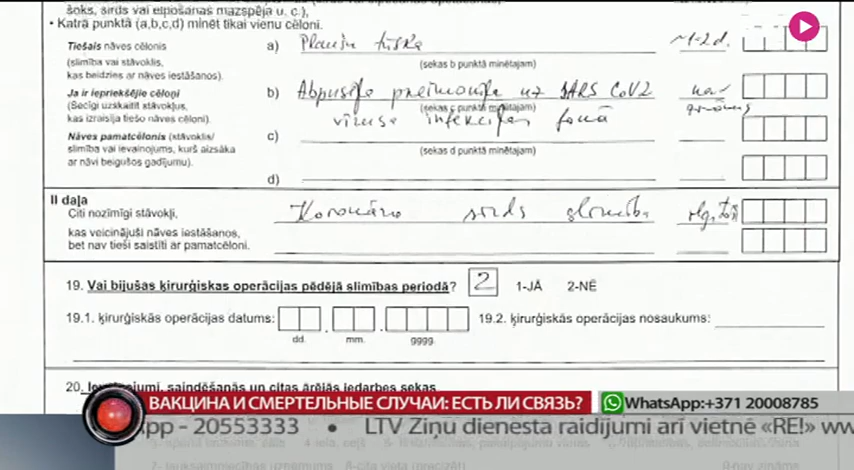 šoks, sirds vai elpošanas mazspēja u. c.).
• Katrā punktā (a,b,c,d) minēt tikai vienu cēloni.
Tiešais nāves cēlonis
(slimība vai stāvoklis,
kas beidzies ar nāves iestāšanos).
a) Plaušu tūska ~1-2d.
(sekas b punktā minētajam)
Ja ir iepriekšējie cēloņi
(Secīgi uzskaitīt stāvokļus,
kas izraisīja tiešo nāves cēloni).
b) Abpusēja pneimonija uz SARS CoV2 nav
(sekas c punktā minētajam)
vīrusa infekcijas fonā
Nāves pamatcēlonis (stāvoklis/
slimība vai ievainojums, kurš aizsāka
ar nāvi beigušos gadījumu).
c)
(sekas d punktā minētajam)
d)
II daļa
Citi nozīmīgi stāvokļi,
kas veicinājuši nāves iestāšanos,
bet nav tieši saistīti ar pamatcēloni.
Koronāra sirds slimība
19. Vai bijušas ķirurģiskas operācijas pēdējā slimības periodā? 2 1-JĀ 2-NĒ
19.1. ķirurģiskās operācijas datums: 19.2. ķirurģiskās operācijas nosaukums:
dd. mm. gggg.
20. Ievainojumi, saindēšanās un citas ārējās iedarbes sekas
ВАКЦИНА И СМЕРТЕЛЬНЫЕ СЛУЧАИ: ЕСТЬ ЛИ СВЯЗЬ? WhatsApp:+371 20008785
App - 20553333 • LTV Ziņu dienesta raidījumi arī vietnē «RE!» www